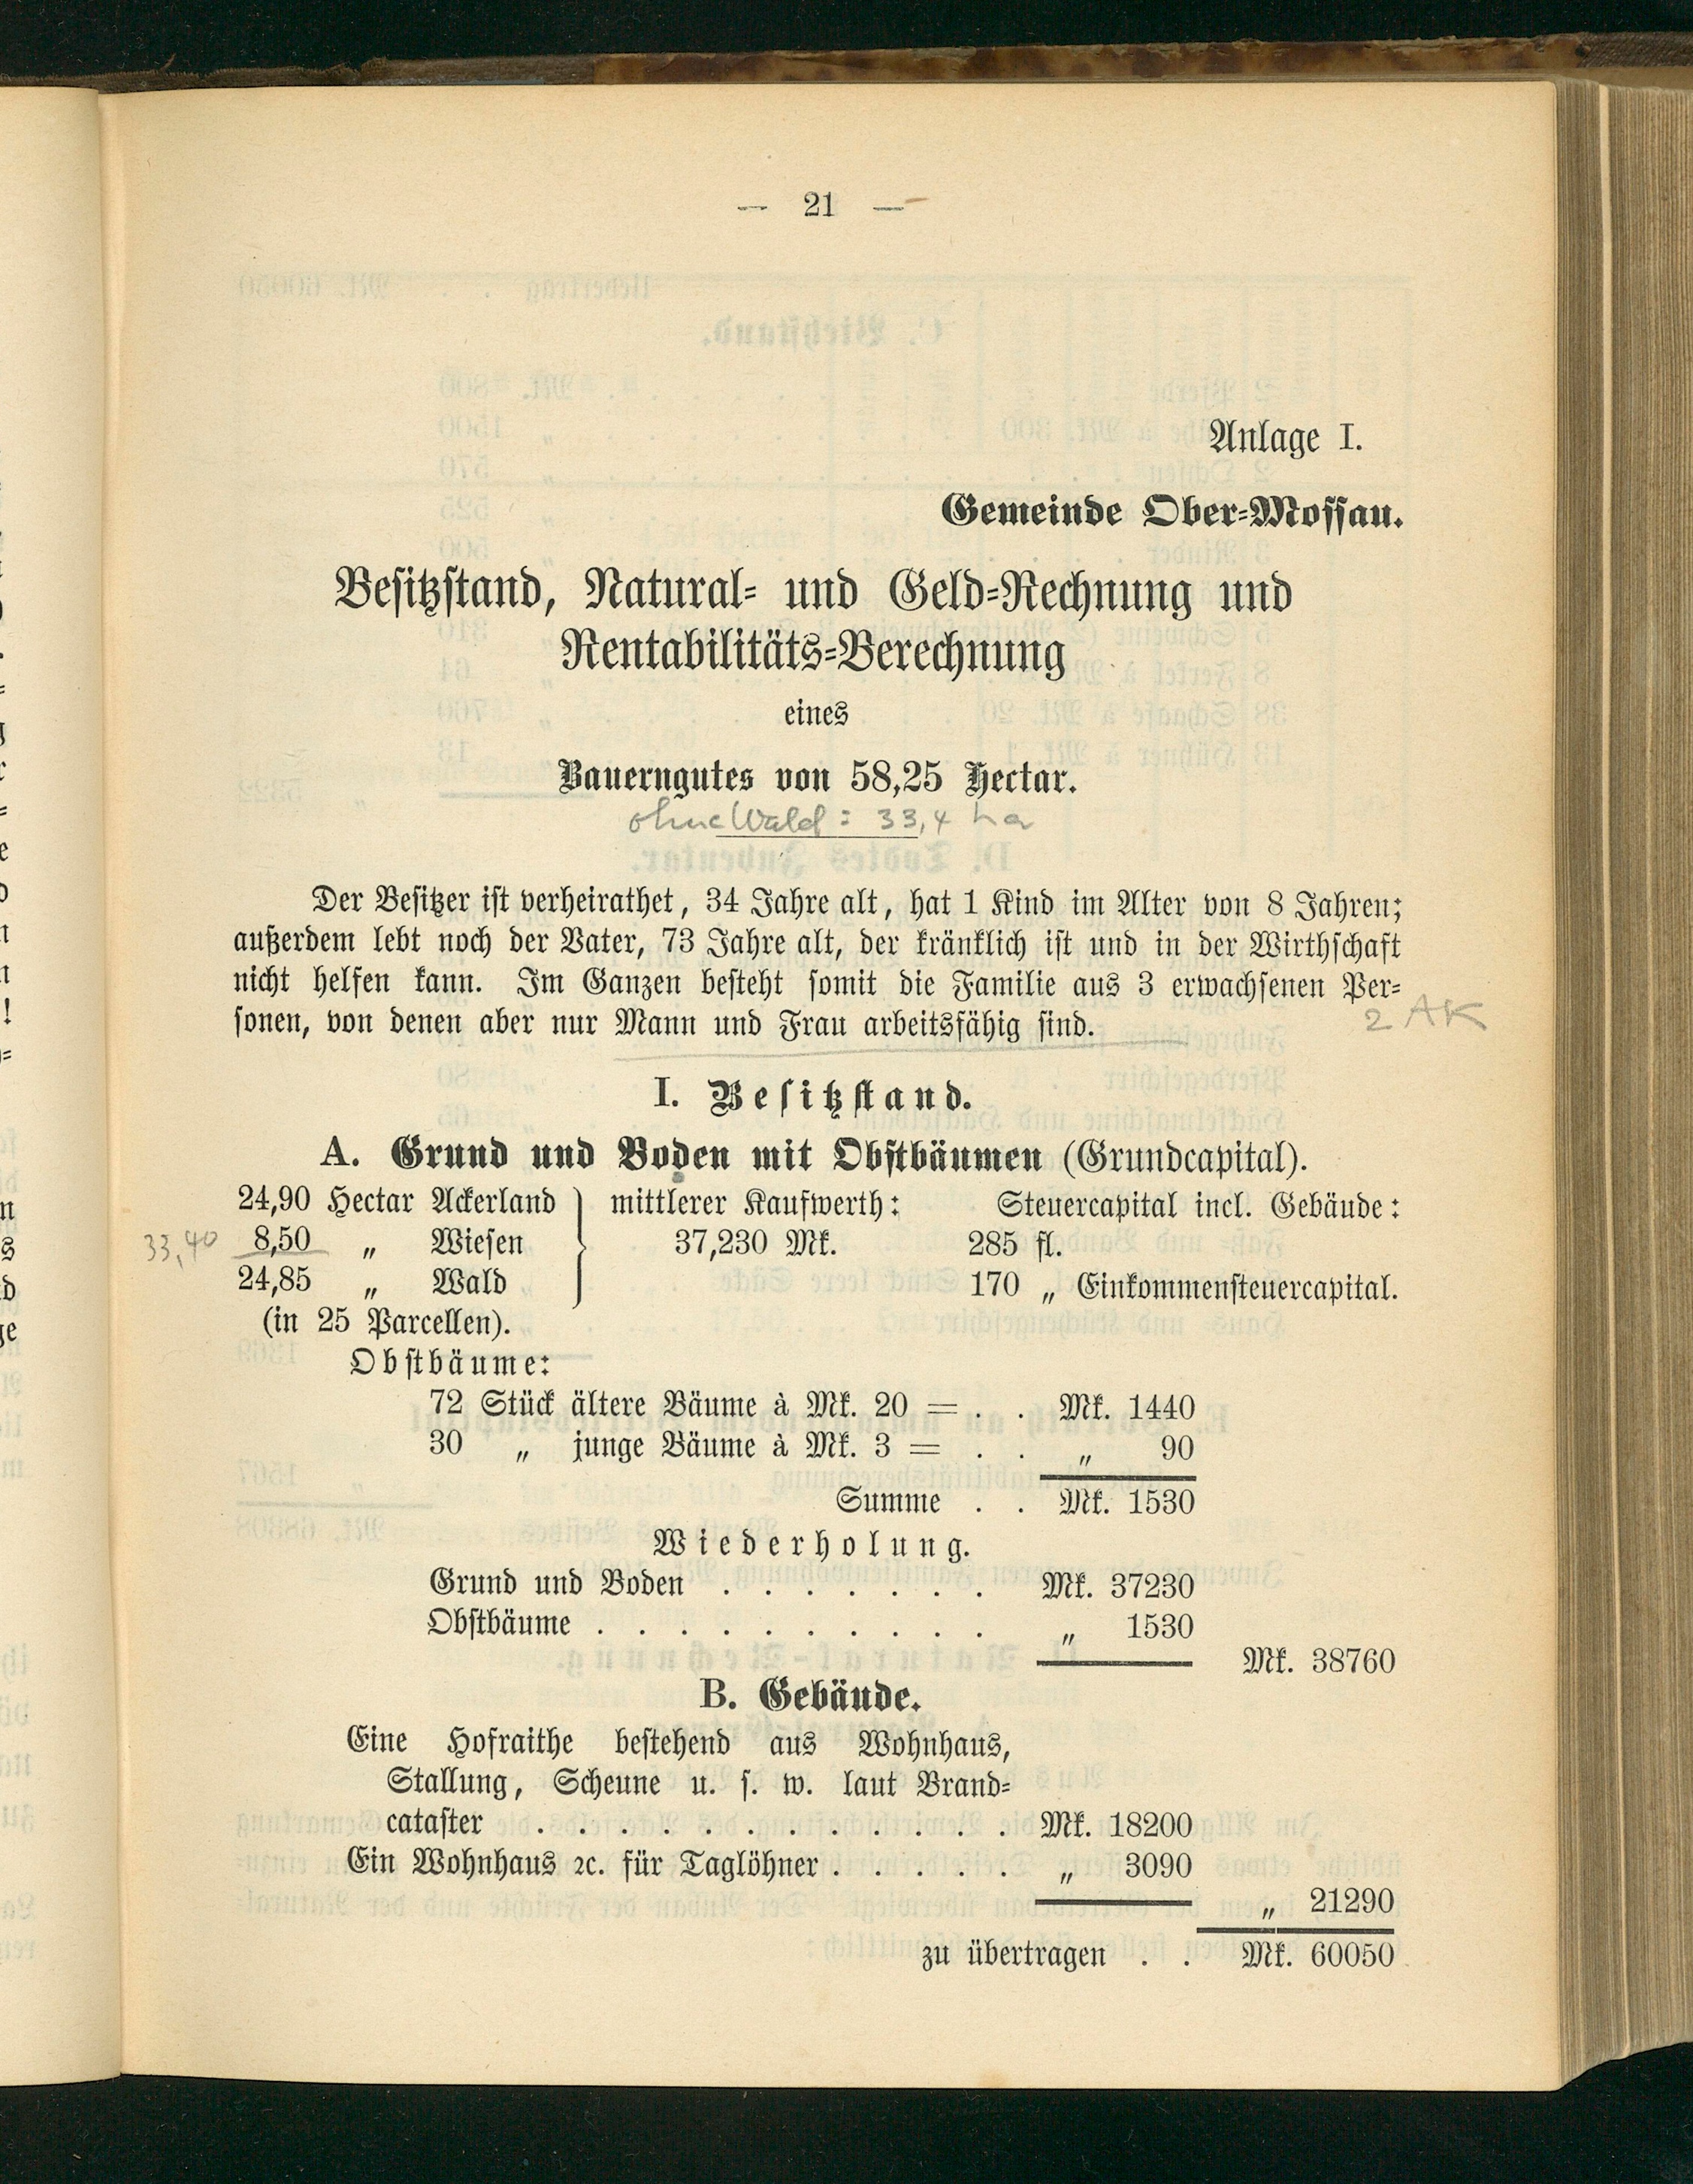 — 21 —
Anlage I.
Gemeinde Ober-Mossau.
Besitzstand, Natural- und Geld-Rechnung und
Rentabilitäts-Berechnung
eines
Bauerngutes von 58,25 Hectar.
ohne Wald: 33,4 ha
Der Besitzer ist verheirathet, 34 Jahre alt, hat 1 Kind im Alter von 8 Jahren;
außerdem lebt noch der Vater, 73 Jahre alt, der kränklich ist und in der Wirthschaft
nicht helfen kann. Im Ganzen besteht somit die Familie aus 3 erwachsenen Per-
sonen, von denen aber nur Mann und Frau arbeitsfähig sind. 2 AK
I. Besitzstand.
A. Grund und Boden mit Obstbäumen (Grundcapital).
24,90 Hectar Ackerland } mittlerer Kaufwerth: Steuercapital incl. Gebäude:
33,40 8,50 „ Wiesen 37,230 Mk. 285 fl.
24,85 „ Wald 170 „ Einkommensteuercapital.
(in 25 Parcellen).
Obstbäume:
72 Stück ältere Bäume à Mk. 20 = . . Mk. 1440
30 „ junge Bäume à Mk. 3 = . . „ 90
Summe . . Mk. 1530
Wiederholung.
Grund und Boden . . . . . . . Mk. 37230
Obstbäume . . . . . . . . . . „ 1530
Mk. 38760
B. Gebäude.
Eine Hofraithe bestehend aus Wohnhaus,
Stallung, Scheune u. s. w. laut Brand-
cataster . . . . . . . . . . . . Mk. 18200
Ein Wohnhaus ꝛc. für Taglöhner . . . . . „ 3090
„ 21290
zu übertragen . . Mk. 60050